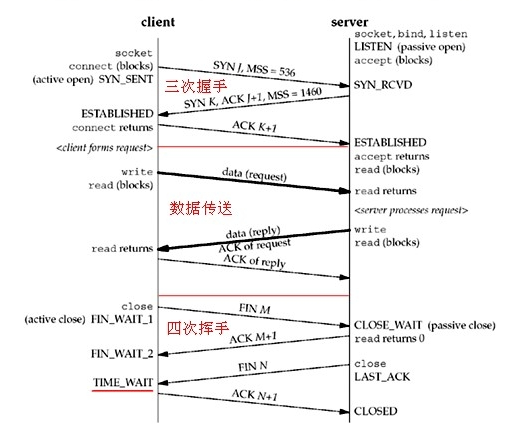 client
server
socket, bind, listen
LISTEN (passive open)
accept (blocks)
socket
connect (blocks)
(active open) SYN_SENT
SYN J, MSS = 536
SYN_RCVD
三次握手
SYN K, ACK J+1, MSS = 1460
ESTABLISHED
connect returns
ACK K+1
<client forms request>
ESTABLISHED
accept returns
read (blocks)
write
read (blocks)
data (request)
read returns
<server processes request>
数据传送
data (reply)
ACK of request
write
read (blocks)
read returns
ACK of reply
close
(active close) FIN_WAIT_1
FIN M
四次挥手
CLOSE_WAIT (passive close)
read returns 0
ACK M+1
FIN_WAIT_2
close
LAST_ACK
FIN N
TIME_WAIT
ACK N+1
CLOSED